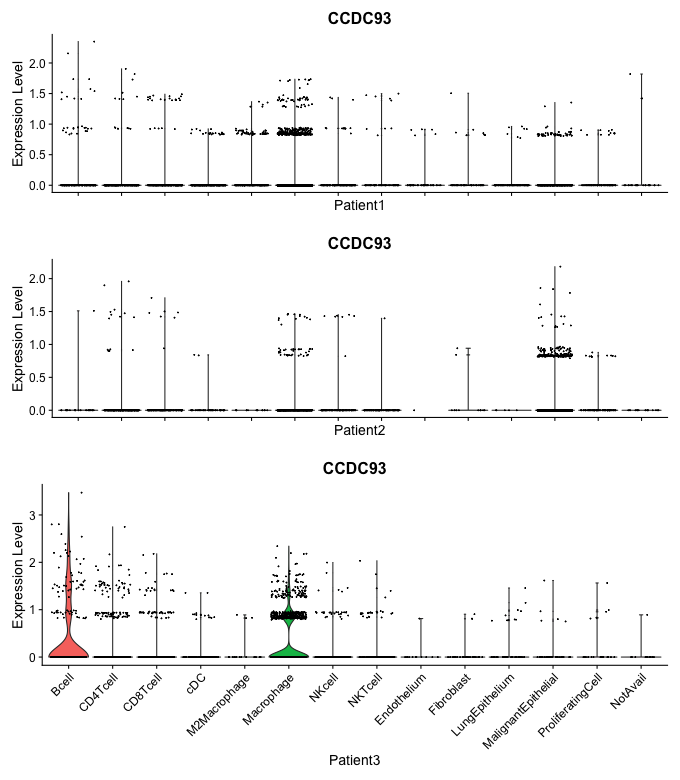 CCDC93
Expression Level
2.0
1.5
1.0
0.5
0.0
Patient1
CCDC93
Expression Level
2.0
1.5
1.0
0.5
0.0
Patient2
CCDC93
Expression Level
3
2
1
0
Bcell
CD4Tcell
CD8Tcell
cDC
M2Macrophage
Macrophage
NKcell
NKTcell
Endothelium
Fibroblast
LungEpithelium
MalignantEpithelial
ProliferatingCell
NotAvail
Patient3